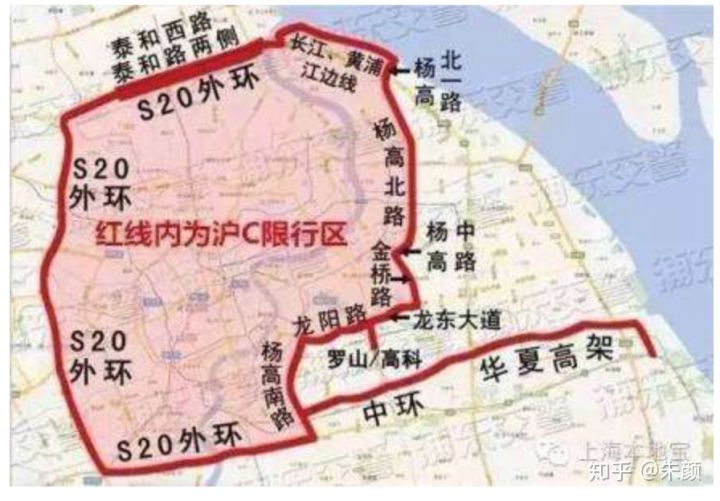 泰和西路
泰和路两侧
S20外环
长江、黄浦
江边线
杨高
北一路
S20
外环
杨高北路
红线内为沪C限行区
杨高
中路
金桥路
龙阳路
龙东大道
S20
外环
罗山/高科
杨高南路
华夏高架
中环
S20外环
浦东交警
上海本地宝
知乎 @朱颜